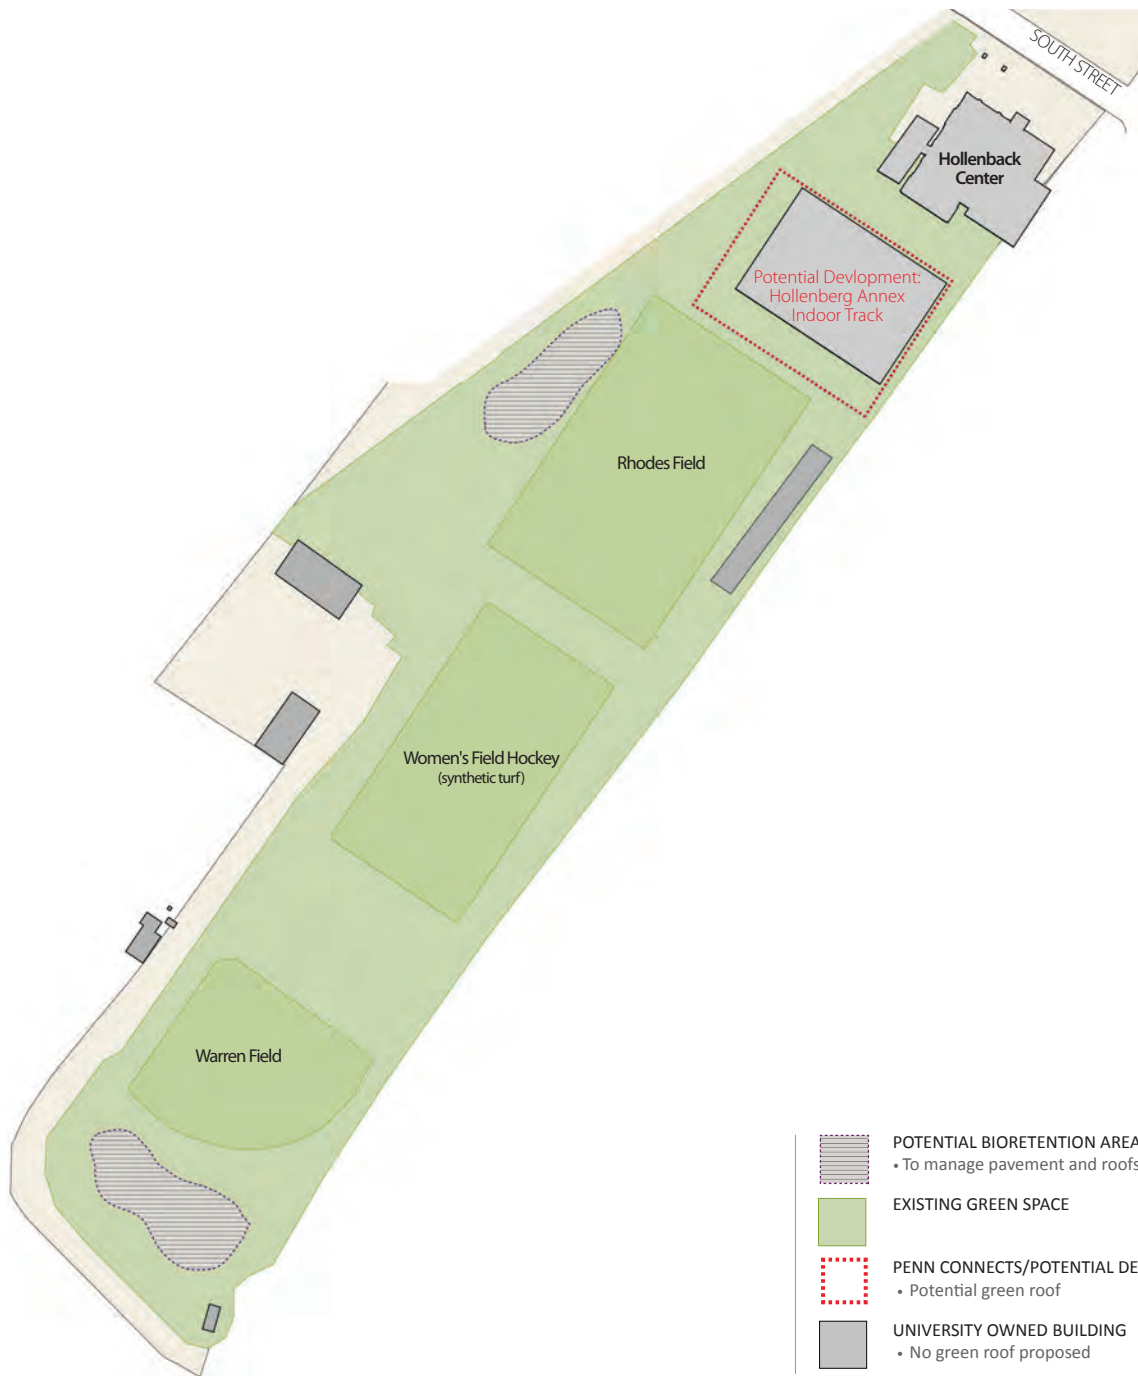 SOUTH STREET
Hollenback
Center
Potential Devlopment:
Hollenberg Annex
Indoor Track
Rhodes Field
Women's Field Hockey
(synthetic turf)
Warren Field
POTENTIAL BIORETENTION AREA
• To manage pavement and roofs
EXISTING GREEN SPACE
PENN CONNECTS/POTENTIAL DE
• Potential green roof
UNIVERSITY OWNED BUILDING
• No green roof proposed